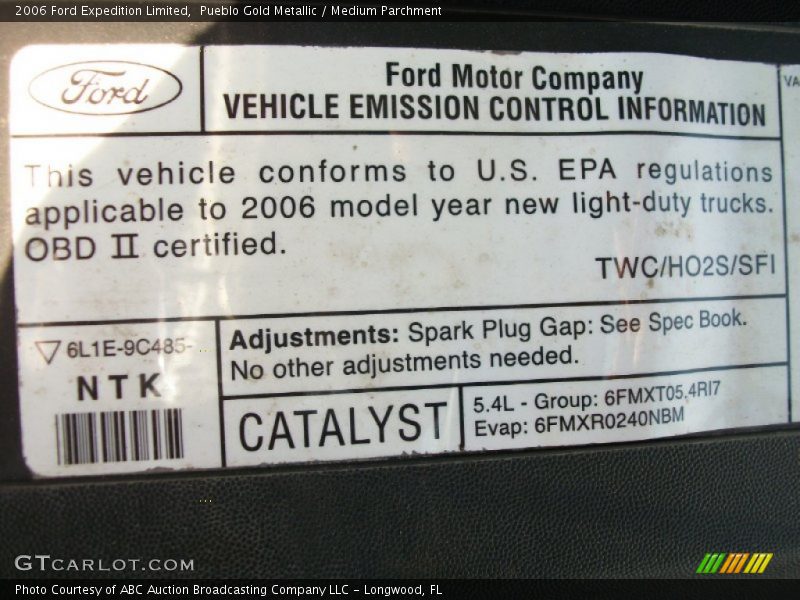 2006 Ford Expedition Limited, Pueblo Gold Metallic / Medium Parchment
Ford
Ford Motor Company
VEHICLE EMISSION CONTROL INFORMATION
VA
This vehicle conforms to U.S. EPA regulations
applicable to 2006 model year new light-duty trucks.
OBD II certified.
TWC/HO2S/SFI
6L1E-9C485-
NTK
Adjustments: Spark Plug Gap: See Spec Book.
No other adjustments needed.
CATALYST
5.4L - Group: 6FMXT05.4RI7
Evap: 6FMXR0240NBM
GTCARLOT.COM
Photo Courtesy of ABC Auction Broadcasting Company LLC - Longwood, FL